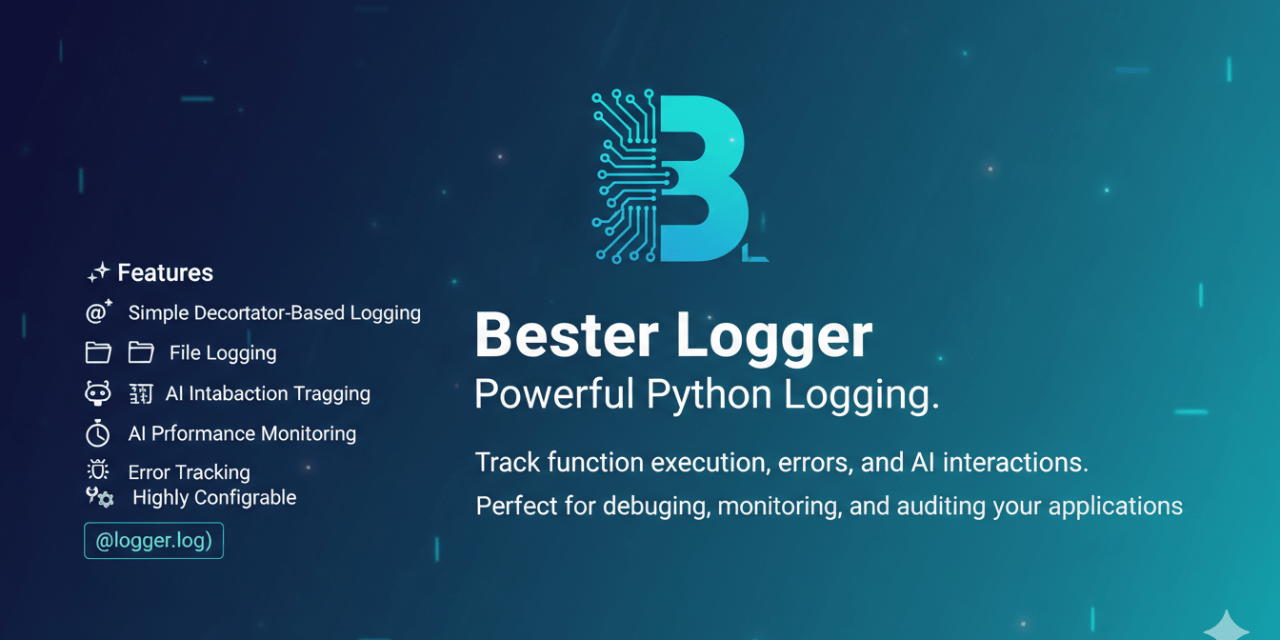 Features
Simple Decortator-Based Logging
File Logging
AI Intabaction Tragging
AI Prformance Monitoring
Error Tracking
Highly Configrable
@logger.log)
B
L
Bester Logger
Powerful Python Logging.
Track function execution, errors, and AI interactions.
Perfect for debuging, monitoring, and auditing your applications